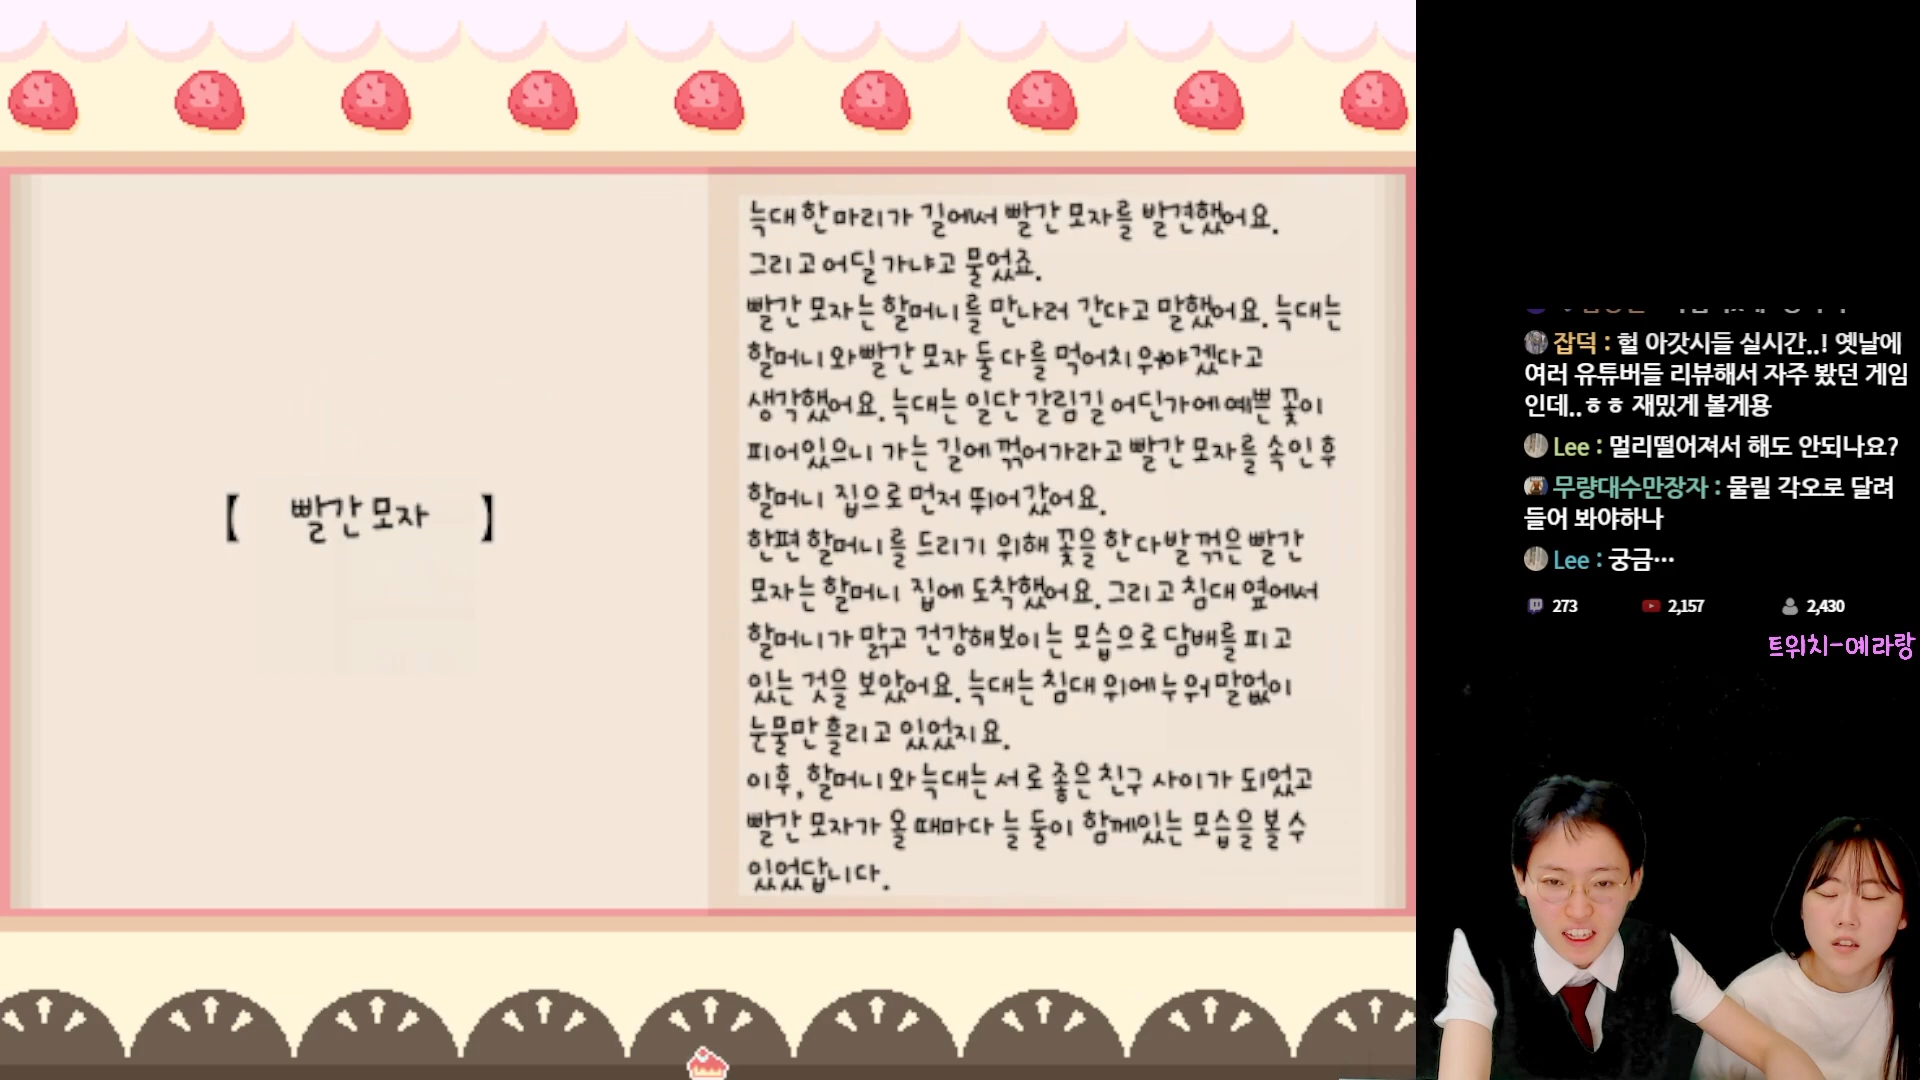 【 빨간 모자 】
늑대 한 마리가 길에서 빨간 모자를 발견했어요.
그리고 어딜 가냐고 물었죠.
빨간 모자는 할머니를 만나러 간다고 말했어요. 늑대는
할머니와 빨간 모자 둘 다를 먹어치워야겠다고
생각했어요. 늑대는 일단 갈림길 어딘가에 예쁜 꽃이
피어있으니 가는 길에 꺾어가라고 빨간 모자를 속인 후
할머니 집으로 먼저 뛰어갔어요.
한편 할머니를 드리기 위해 꽃을 한 다발 꺾은 빨간
모자는 할머니 집에 도착했어요. 그리고 침대 옆에서
할머니가 맑고 건강해보이는 모습으로 담배를 피고
있는 것을 보았어요. 늑대는 침대 위에 누워 말없이
눈물만 흘리고 있었지요.
이후, 할머니와 늑대는 서로 좋은 친구 사이가 되었고
빨간 모자가 올 때마다 늘 둘이 함께있는 모습을 볼 수
있었답니다.
잡덕 : 헐 아갓시들 실시간..! 옛날에
여러 유튜버들 리뷰해서 자주 봤던 게임
인데..ㅎㅎ 재밌게 볼게용
Lee : 멀리떨어져서 해도 안되나요?
무량대수만장자 : 물릴 각오로 달려
들어 봐야하나
Lee : 궁금…
273 2,157 2,430
트위치-예라랑